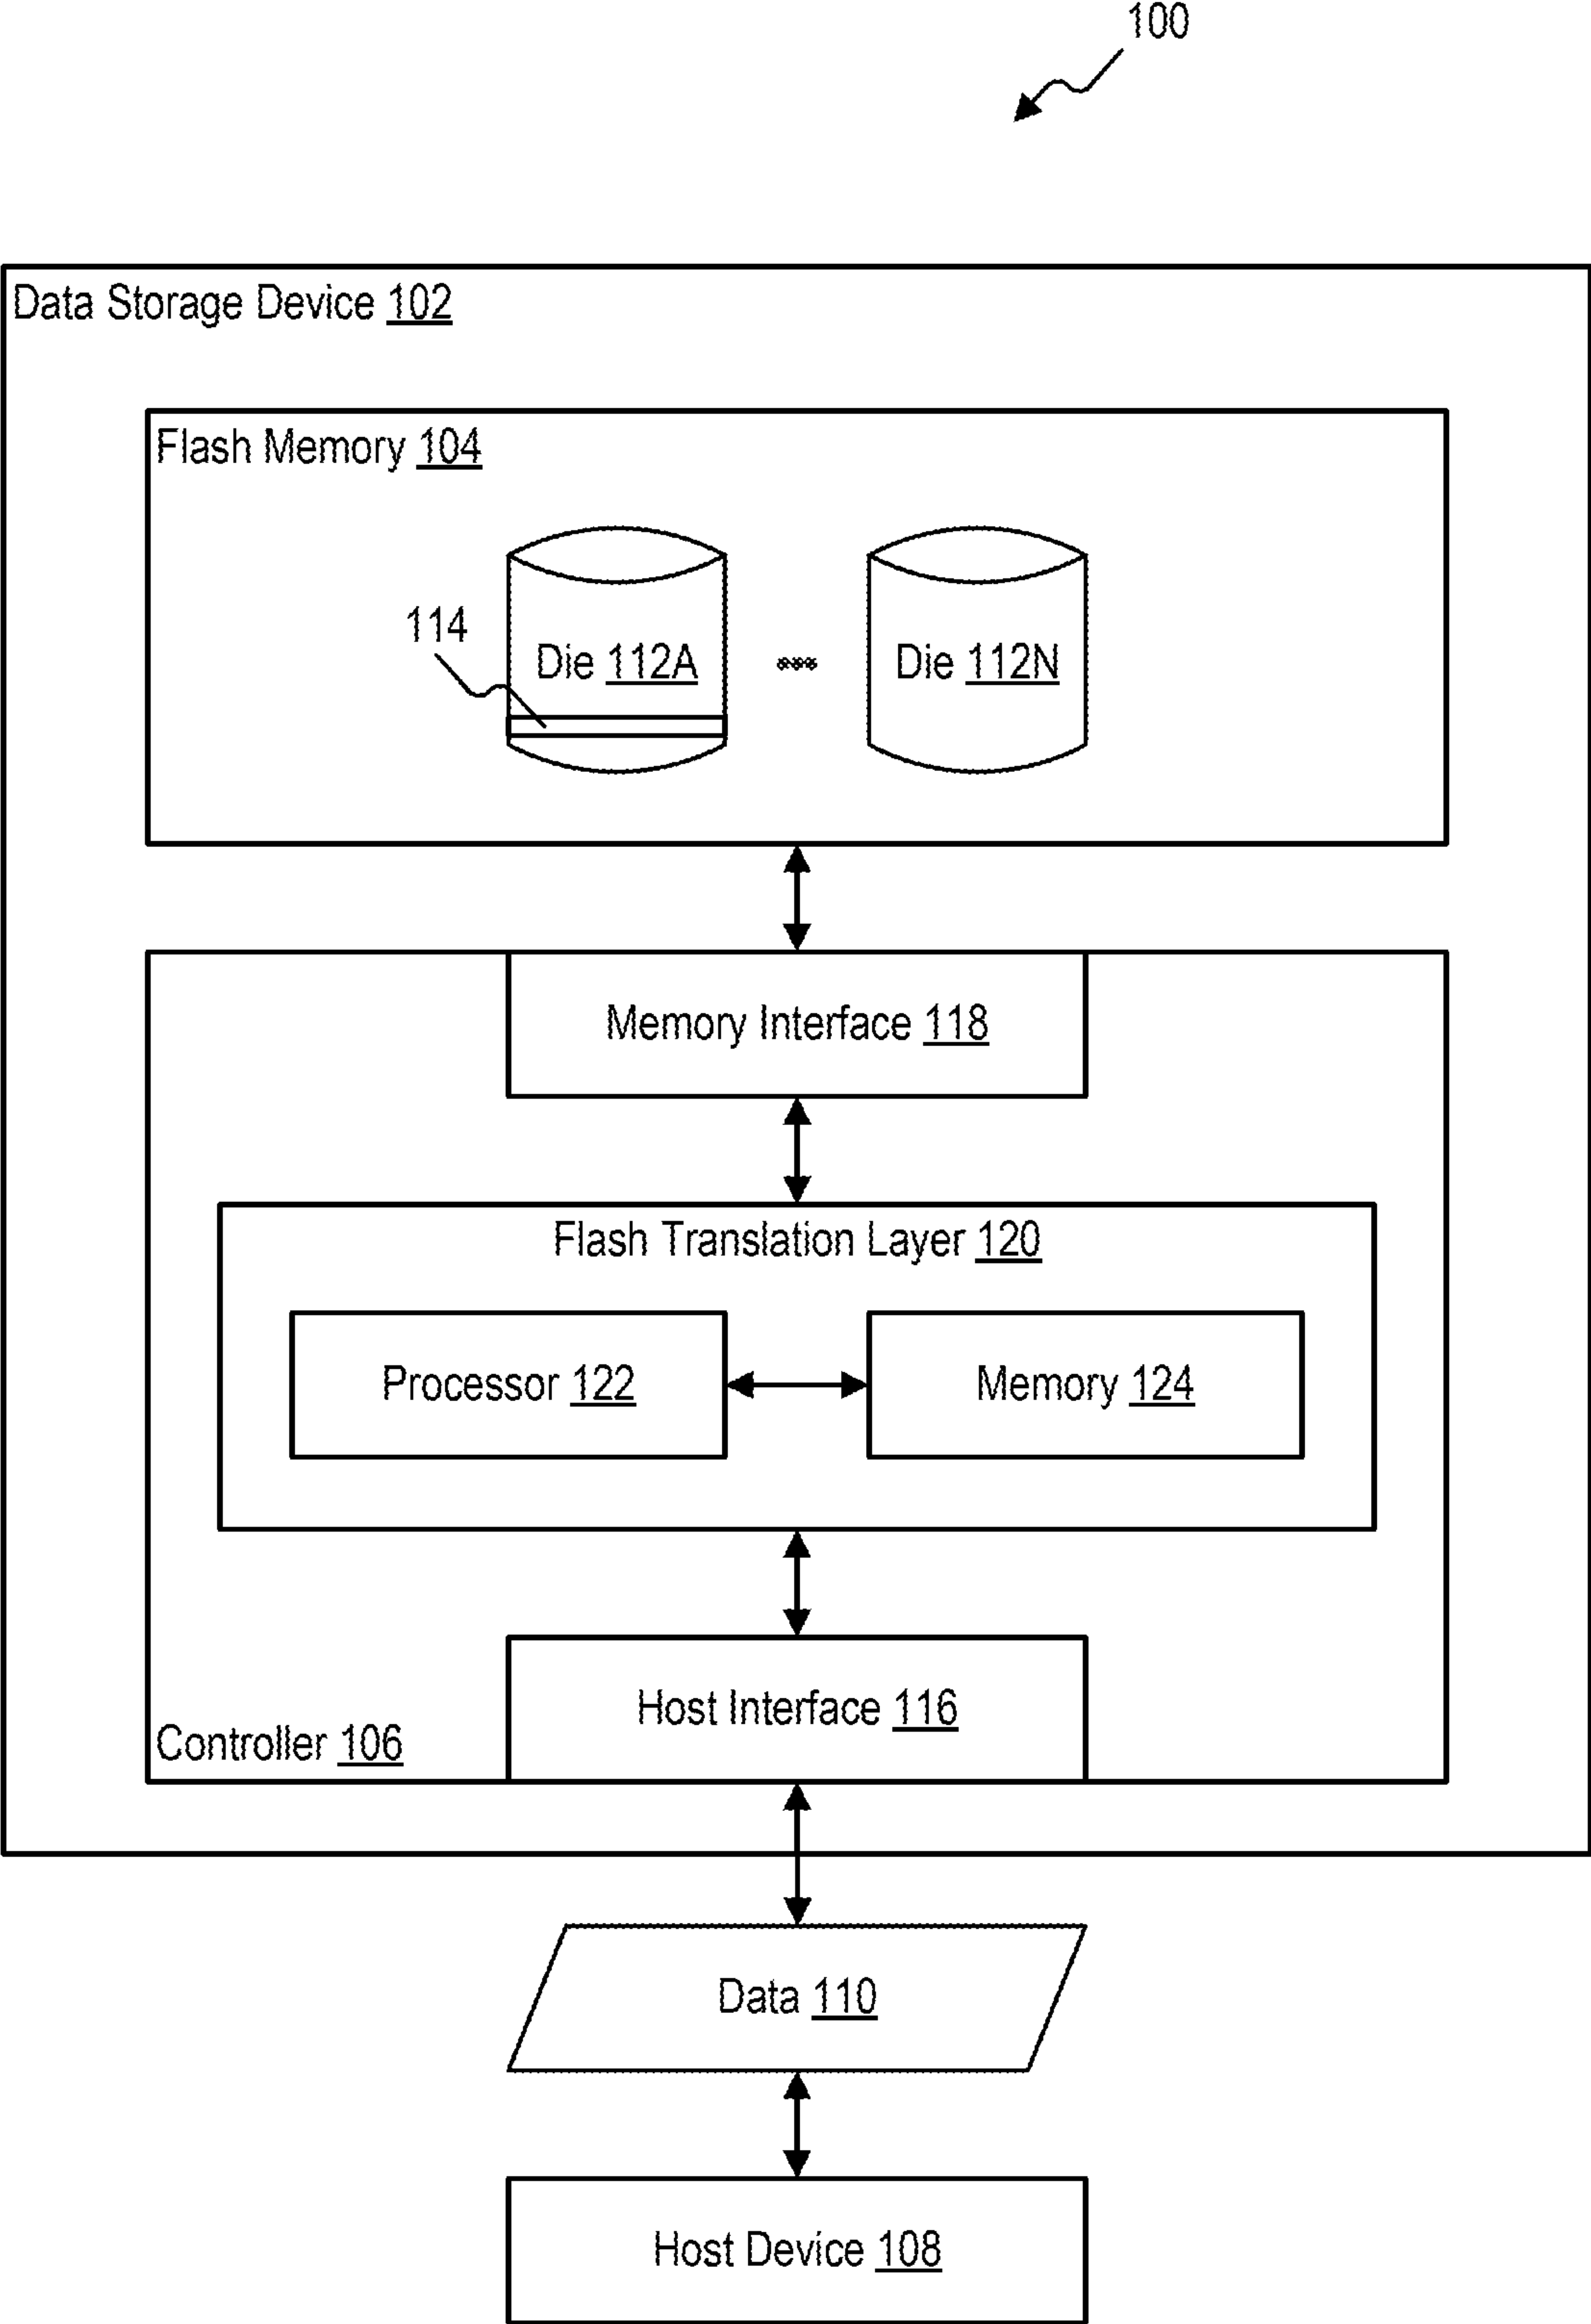 100
Data Storage Device 102
Flash Memory 104
114
Die 112A
Die 112N
Memory Interface 118
Flash Translation Layer 120
Processor 122
Memory 124
Host Interface 116
Controller 106
Data 110
Host Device 108